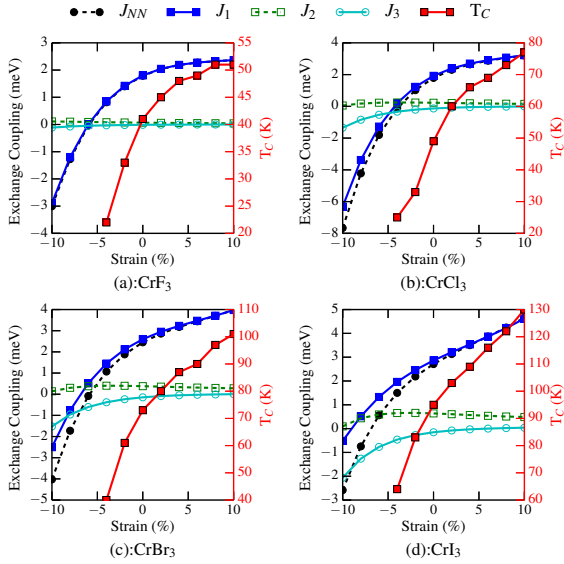 J_NN J_1 J_2 J_3 T_C
3 2 1 0 −1 −2 −3 −4
Exchange Coupling (meV)
55 50 45 40 35 30 25 20
T_C (K)
−10 −5 0 5 10
Strain (%)
(a):CrF_3
4 2 0 −2 −4 −6 −8
Exchange Coupling (meV)
80 70 60 50 40 30 20
T_C (K)
−10 −5 0 5 10
Strain (%)
(b):CrCl_3
4 3 2 1 0 −1 −2 −3 −4 −5
Exchange Coupling (meV)
110 100 90 80 70 60 50 40
T_C (K)
−10 −5 0 5 10
Strain (%)
(c):CrBr_3
5 4 3 2 1 0 −1 −2 −3
Exchange Coupling (meV)
130 120 110 100 90 80 70 60
T_C (K)
−10 −5 0 5 10
Strain (%)
(d):CrI_3